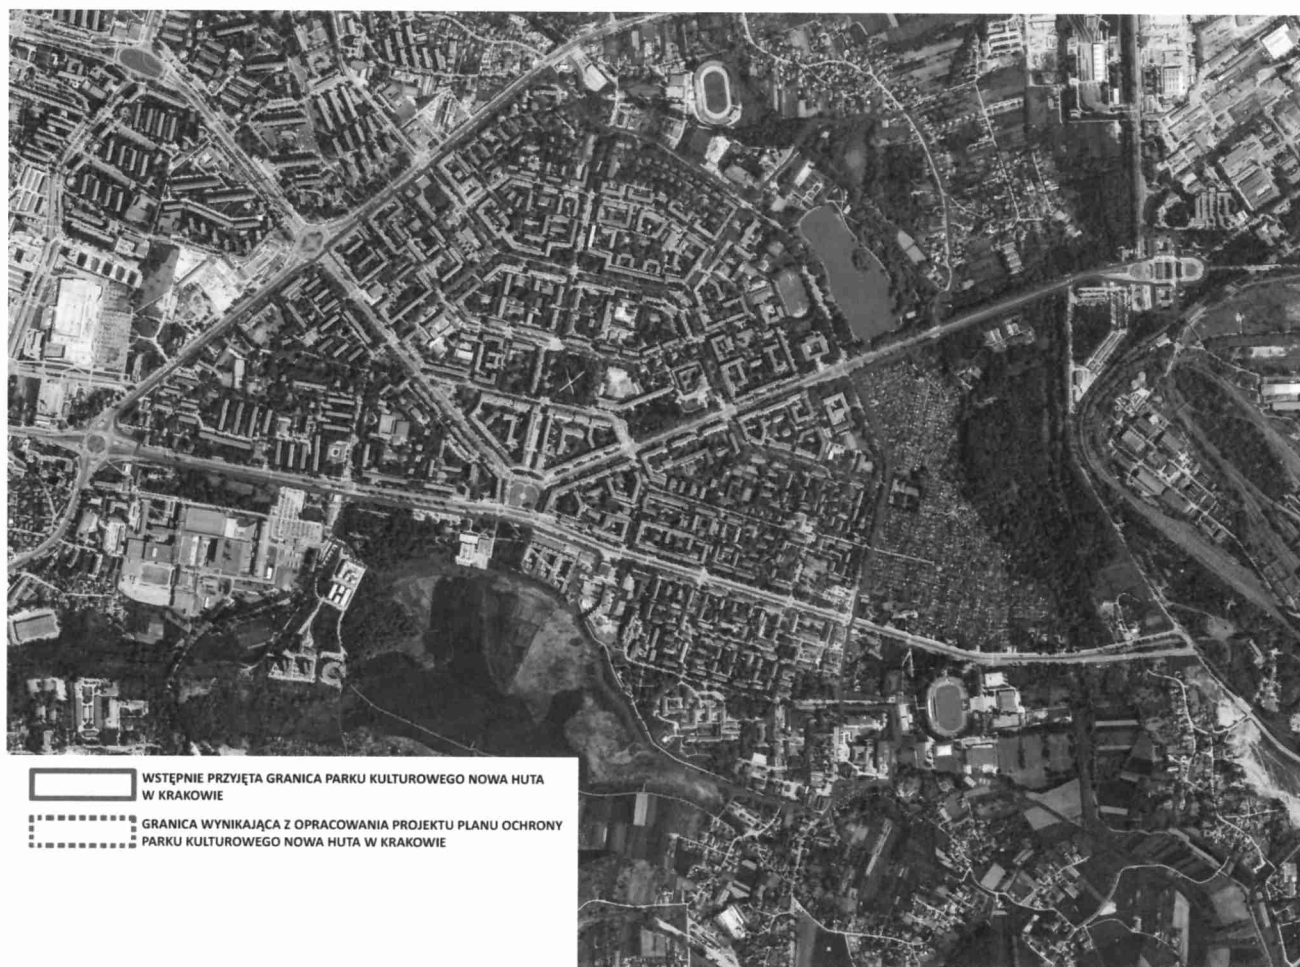 WSTĘPNIE PRZYJĘTA GRANICA PARKU KULTUROWEGO NOWA HUTA
W KRAKOWIE
GRANICA WYNIKAJĄCA Z OPRACOWANIA PROJEKTU PLANU OCHRONY
PARKU KULTUROWEGO NOWA HUTA W KRAKOWIE